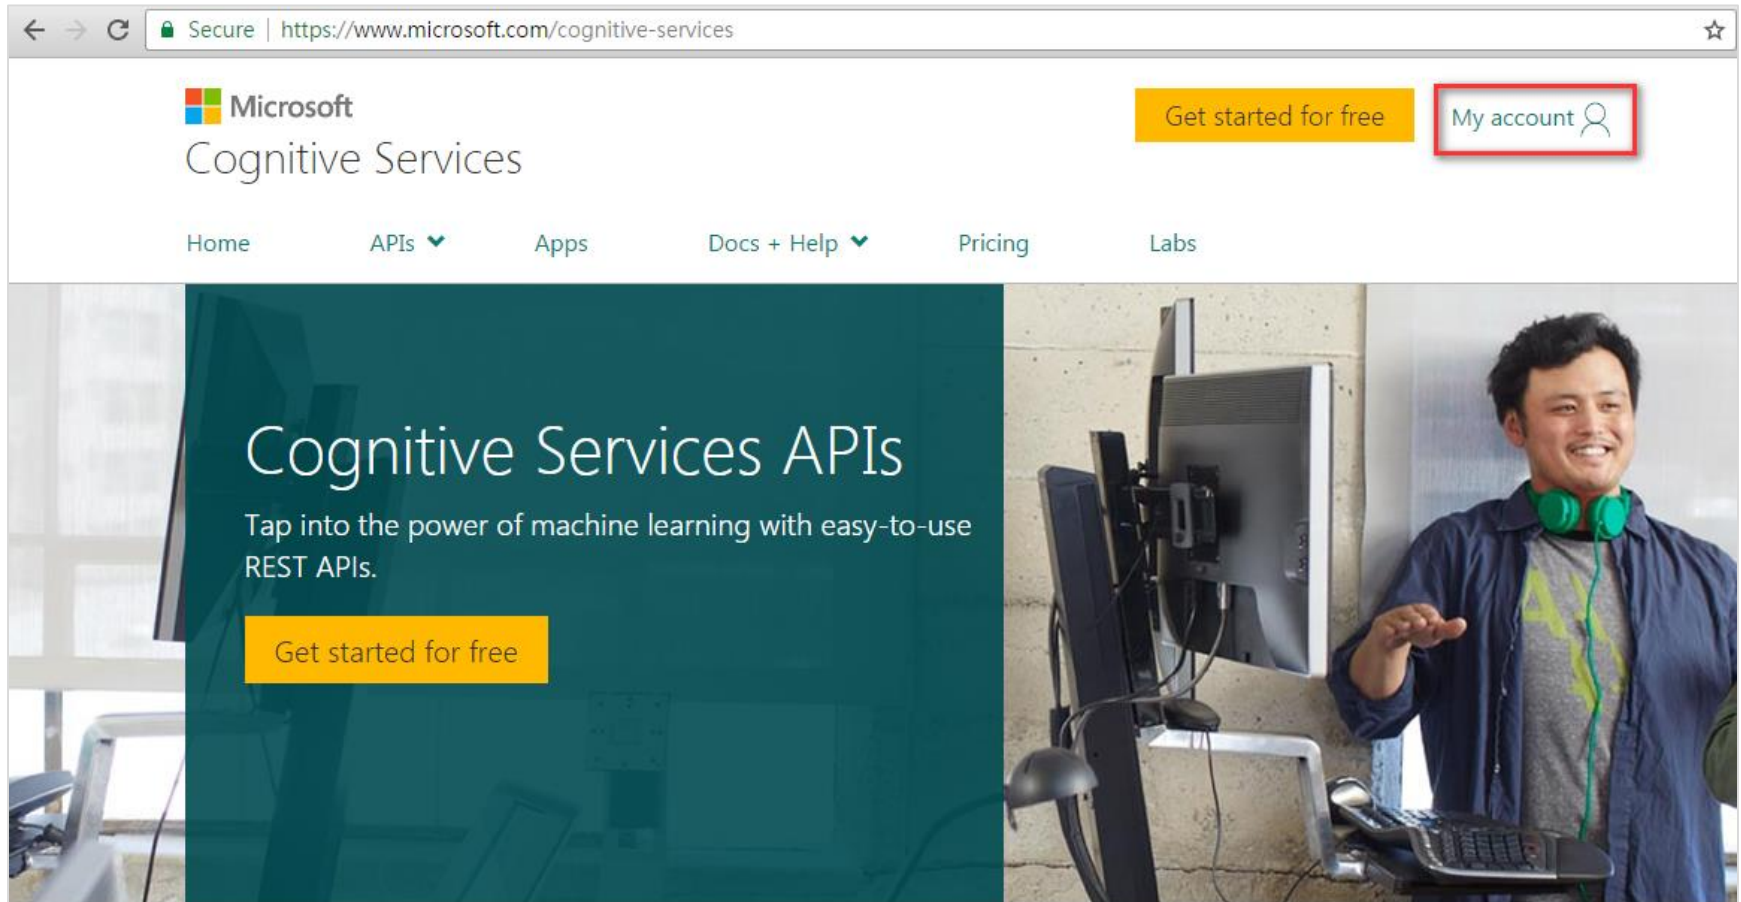 Secure | https://www.microsoft.com/cognitive-services
Microsoft
Cognitive Services
Get started for free
My account
Home APIs Apps Docs + Help Pricing Labs
Cognitive Services APIs
Tap into the power of machine learning with easy-to-use
REST APIs.
Get started for free